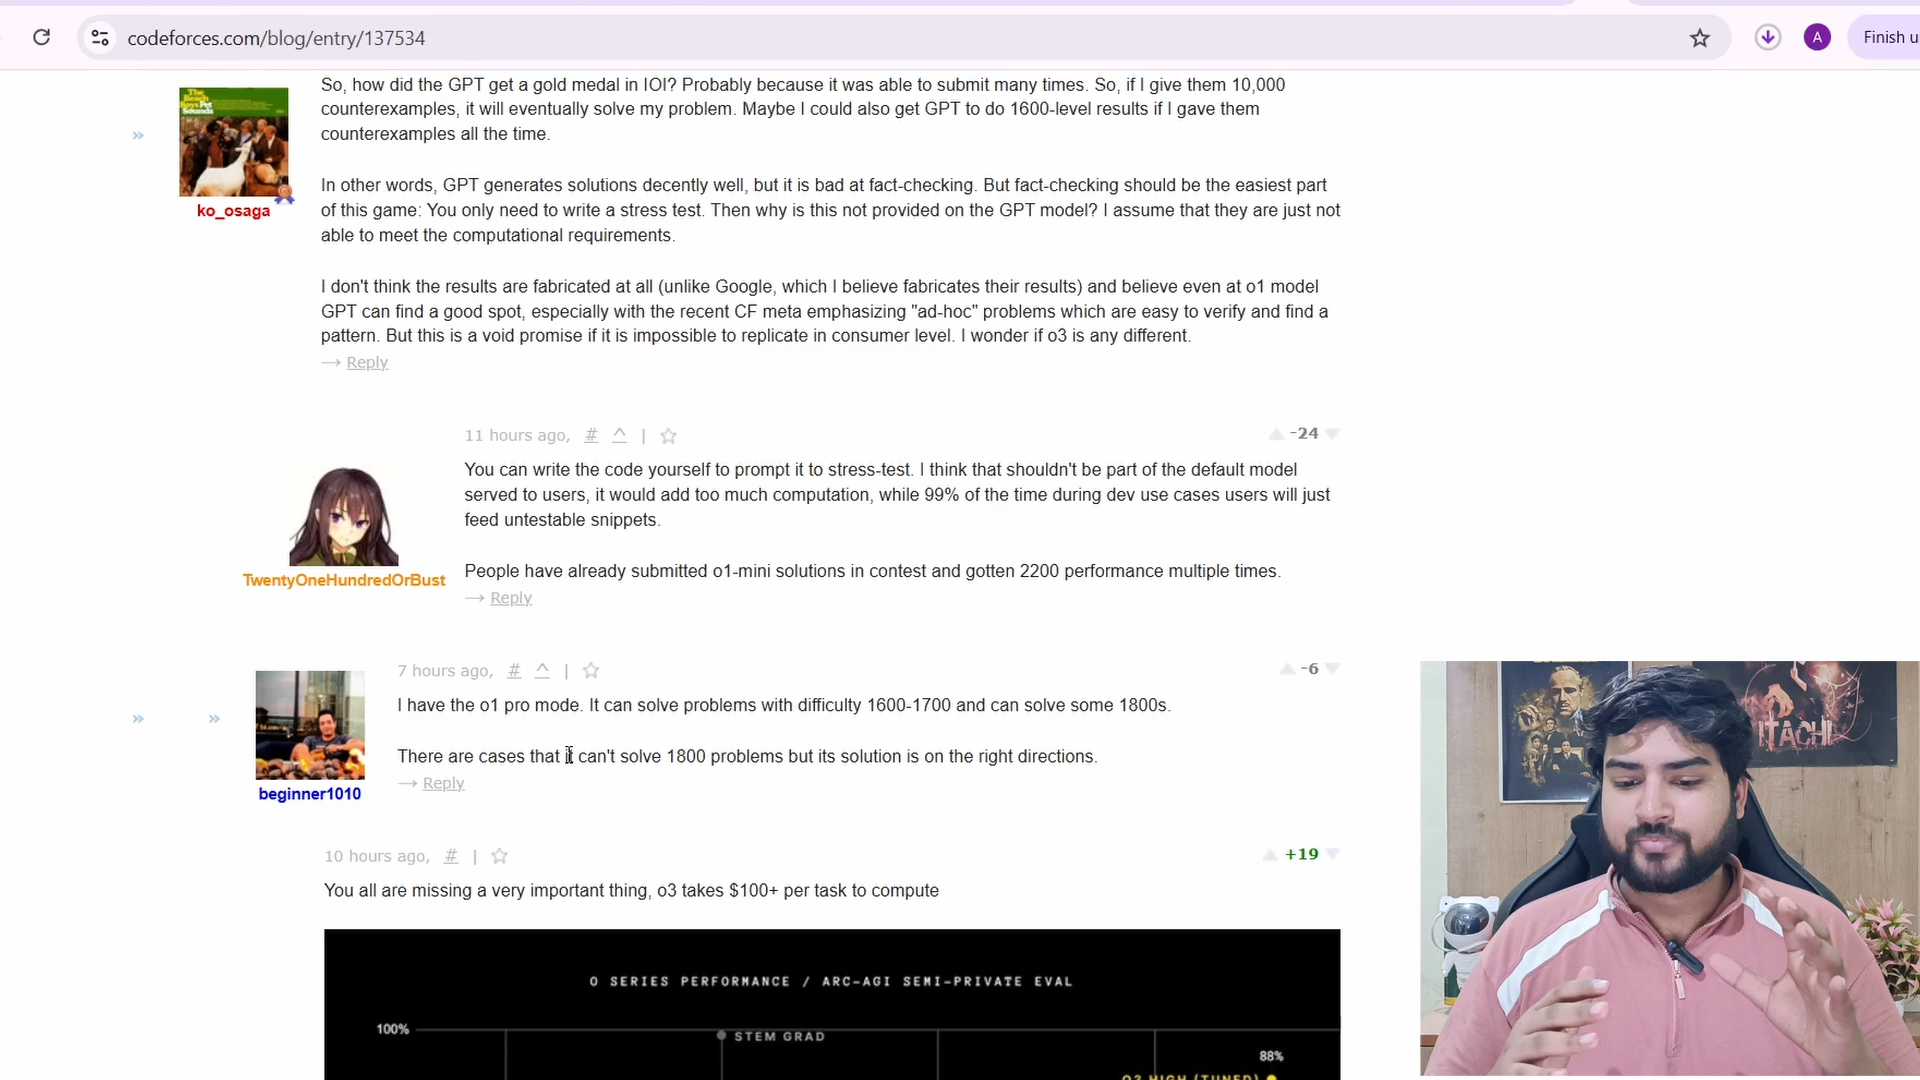 codeforces.com/blog/entry/137534
A
Finish u
So, how did the GPT get a gold medal in IOI? Probably because it was able to submit many times. So, if I give them 10,000
counterexamples, it will eventually solve my problem. Maybe I could also get GPT to do 1600-level results if I gave them
counterexamples all the time.
In other words, GPT generates solutions decently well, but it is bad at fact-checking. But fact-checking should be the easiest part
of this game: You only need to write a stress test. Then why is this not provided on the GPT model? I assume that they are just not
able to meet the computational requirements.
I don't think the results are fabricated at all (unlike Google, which I believe fabricates their results) and believe even at o1 model
GPT can find a good spot, especially with the recent CF meta emphasizing "ad-hoc" problems which are easy to verify and find a
pattern. But this is a void promise if it is impossible to replicate in consumer level. I wonder if o3 is any different.
→ Reply
»
The Beach Boys Pet Sounds
ko_osaga
11 hours ago, # ^ |
-24
You can write the code yourself to prompt it to stress-test. I think that shouldn't be part of the default model
served to users, it would add too much computation, while 99% of the time during dev use cases users will just
feed untestable snippets.
People have already submitted o1-mini solutions in contest and gotten 2200 performance multiple times.
→ Reply
TwentyOneHundredOrBust
7 hours ago, # ^ |
-6
I have the o1 pro mode. It can solve problems with difficulty 1600-1700 and can solve some 1800s.
There are cases that it can't solve 1800 problems but its solution is on the right directions.
→ Reply
» »
beginner1010
10 hours ago, # |
+19
You all are missing a very important thing, o3 takes $100+ per task to compute
O SERIES PERFORMANCE / ARC-AGI SEMI-PRIVATE EVAL
100%
STEM GRAD
88%
O3 HIGH (TUNED)
ITACHI